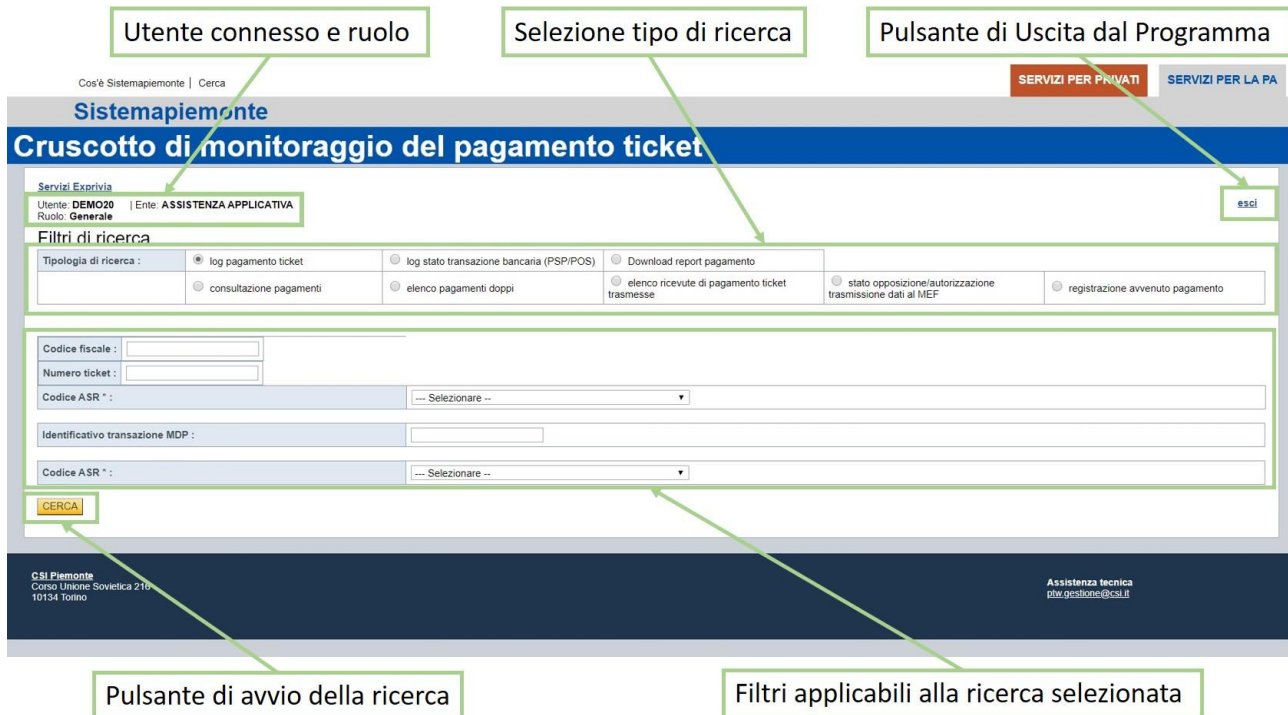 Utente connesso e ruolo
Selezione tipo di ricerca
Pulsante di Uscita dal Programma
Cos'è Sistemapiemonte | Cerca
SERVIZI PER PRIVATI
SERVIZI PER LA PA
Sistemapiemonte
Cruscotto di monitoraggio del pagamento ticket
Servizi Exprivia
Utente: DEMO20 | Ente: ASSISTENZA APPLICATIVA
esci
Ruolo: Generale
Filtri di ricerca
Tipologia di ricerca :
log pagamento ticket
log stato transazione bancaria (PSP/POS)
Download report pagamento
consultazione pagamenti
elenco pagamenti doppi
elenco ricevute di pagamento ticket
trasmesse
stato opposizione/autorizzazione
trasmissione dati al MEF
registrazione avvenuto pagamento
Codice fiscale :
Numero ticket :
Codice ASR * :
--- Selezionare --
Identificativo transazione MDP :
Codice ASR * :
--- Selezionare --
CERCA
CSI Piemonte
Corso Unione Sovietica 216
10134 Torino
Assistenza tecnica
ptw.gestione@csi.it
Pulsante di avvio della ricerca
Filtri applicabili alla ricerca selezionata